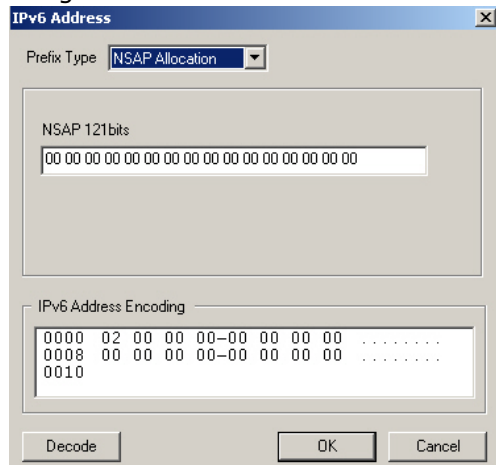 IPv6 Address
Prefix Type NSAP Allocation
NSAP 121bits
00 00 00 00 00 00 00 00 00 00 00 00 00 00 00 00
IPv6 Address Encoding
0000 02 00 00 00-00 00 00 00 ........
0008 00 00 00 00-00 00 00 00 ........
0010
Decode OK Cancel